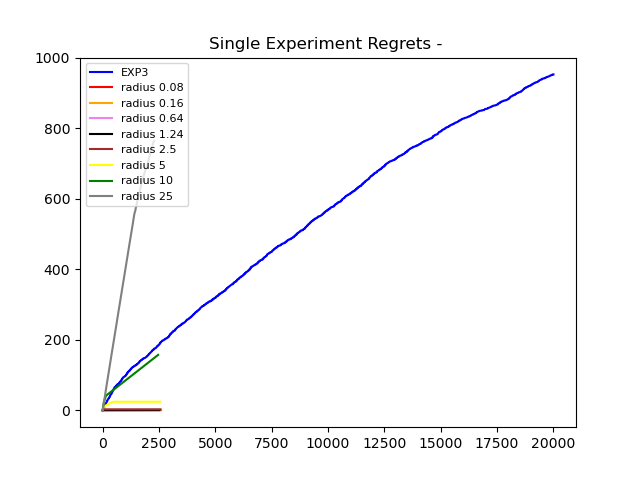 Single Experiment Regrets -
1000
800
600
400
200
0
EXP3
radius 0.08
radius 0.16
radius 0.64
radius 1.24
radius 2.5
radius 5
radius 10
radius 25
0 2500 5000 7500 10000 12500 15000 17500 20000